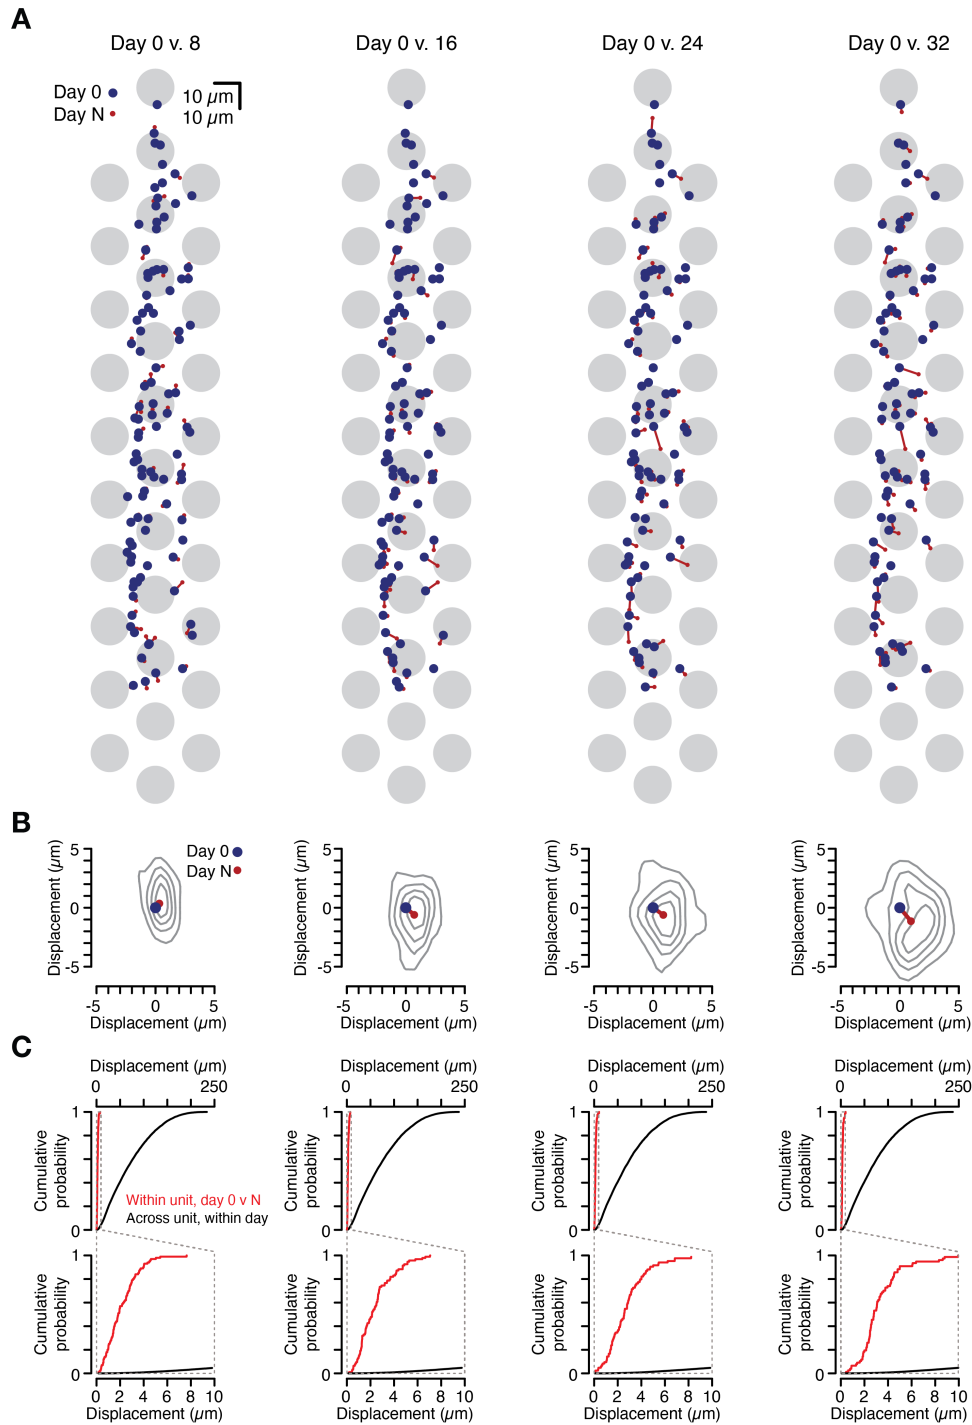 A
Day 0 v. 8
Day 0 v. 16
Day 0 v. 24
Day 0 v. 32
Day 0
10 µm
Day N
10 µm
B
5
0
-5
Displacement (µm)
Day 0
Day N
5
0
-5
Displacement (µm)
5
0
-5
Displacement (µm)
5
0
-5
Displacement (µm)
-5 0 5
Displacement (µm)
-5 0 5
Displacement (µm)
-5 0 5
Displacement (µm)
-5 0 5
Displacement (µm)
C
Displacement (µm)
0 250
Displacement (µm)
0 250
Displacement (µm)
0 250
Displacement (µm)
0 250
1
0
Cumulative
probability
Within unit, day 0 v N
Across unit, within day
1
0
Cumulative
probability
1
0
Cumulative
probability
1
0
Cumulative
probability
1
0
Cumulative
probability
1
0
Cumulative
probability
1
0
Cumulative
probability
1
0
Cumulative
probability
0 2 4 6 8 10
Displacement (µm)
0 2 4 6 8 10
Displacement (µm)
0 2 4 6 8 10
Displacement (µm)
0 2 4 6 8 10
Displacement (µm)